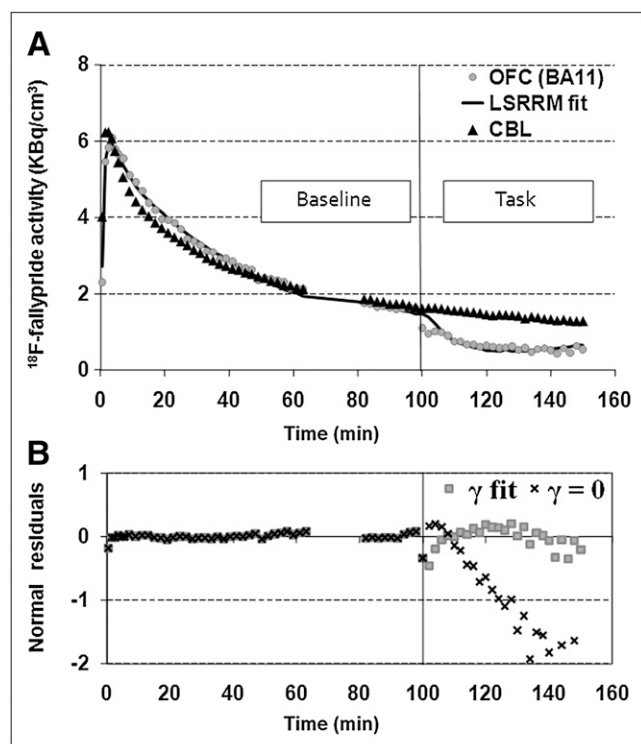 A
¹⁸F-fallypride activity (KBq/cm³)
8
6
4
2
0
OFC (BA11)
LSRRM fit
CBL
Baseline
Task
0 20 40 60 80 100 120 140 160
Time (min)
B
Normal residuals
1
0
-1
-2
γ fit γ = 0
0 20 40 60 80 100 120 140 160
Time (min)